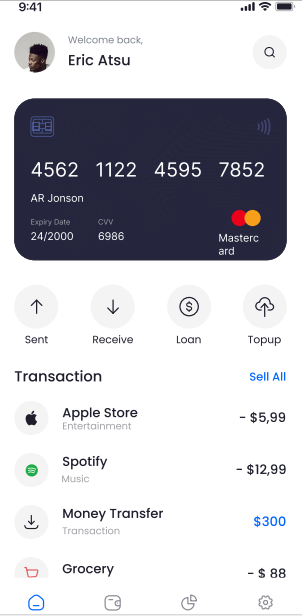 9:41
Welcome back,
Eric Atsu
4562 1122 4595 7852
AR Jonson
Expiry Date CVV
24/2000 6986
Masterc
ard
Sent Receive Loan Topup
Transaction Sell All
Apple Store - $5,99
Entertainment
Spotify - $12,99
Music
Money Transfer $300
Transaction
Grocery - $ 88